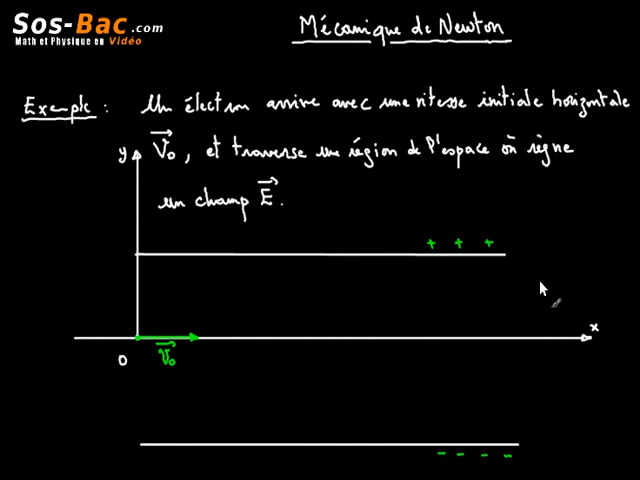 Sos-Bac.com
Math et Physique en Vidéo
Mécanique de Newton
Exemple : Un électron arrive avec une vitesse initiale horizontale
y V₀, et traverse une région de l'espace où règne
un champ E.
+ + +
x
O V₀
- - - -